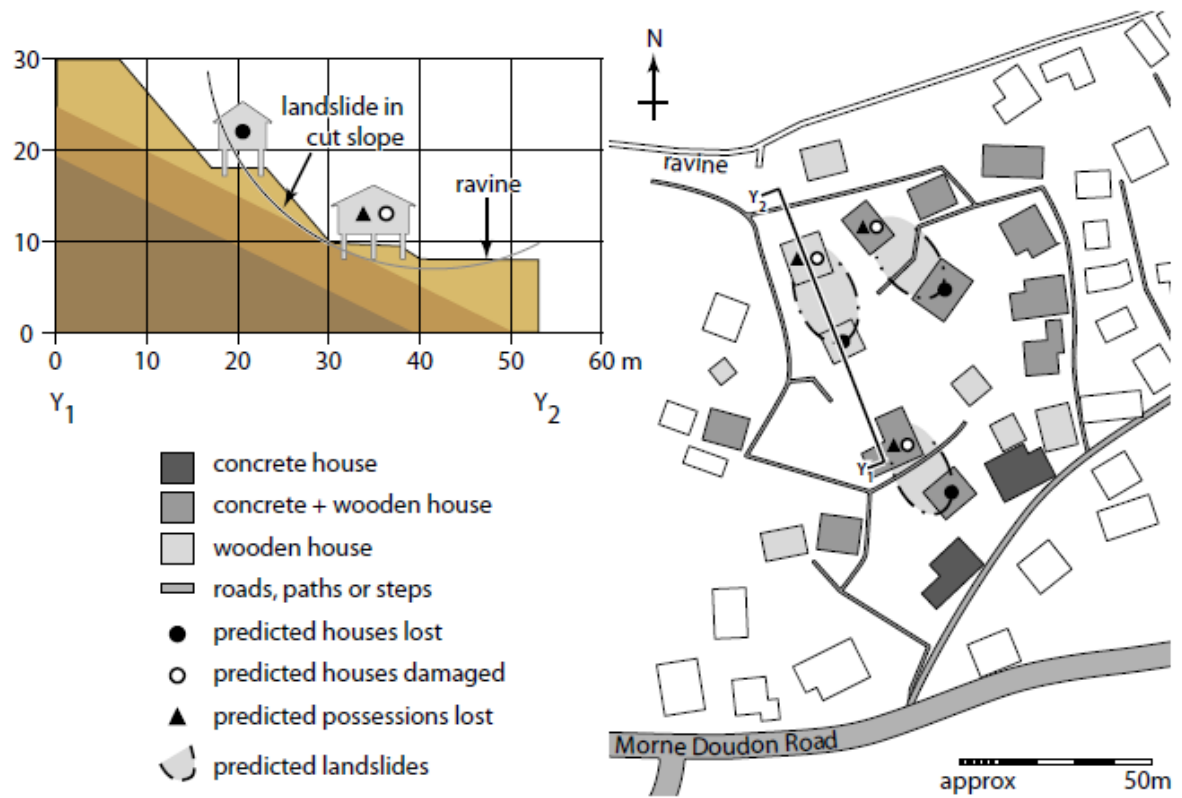 30
20
10
0
0
10
20
30
40
50
60 m
Y1
Y2
landslide in
cut slope
ravine
concrete house
concrete + wooden house
wooden house
roads, paths or steps
predicted houses lost
predicted houses damaged
predicted possessions lost
predicted landslides
N
ravine
Y2
Y1
Morne Doudon Road
approx
50m